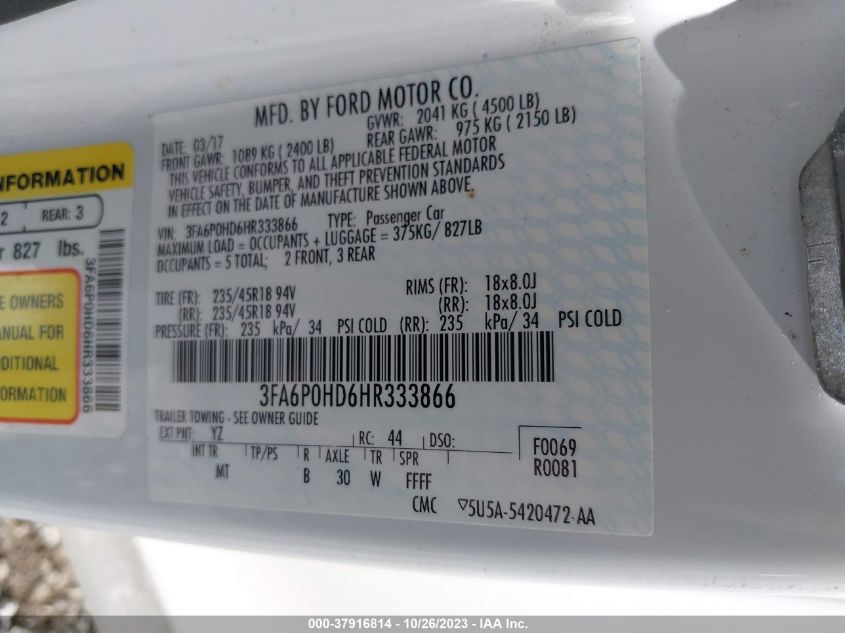 MFD. BY FORD MOTOR CO.
DATE: 03/17 GVWR: 2041 KG ( 4500 LB)
FRONT GAWR: 1089 KG ( 2400 LB) REAR GAWR: 975 KG ( 2150 LB)
THIS VEHICLE CONFORMS TO ALL APPLICABLE FEDERAL MOTOR
VEHICLE SAFETY, BUMPER, AND THEFT PREVENTION STANDARDS
IN EFFECT ON THE DATE OF MANUFACTURE SHOWN ABOVE.
VIN: 3FA6P0HD6HR333866 TYPE: Passenger Car
MAXIMUM LOAD = OCCUPANTS + LUGGAGE = 375KG/ 827LB
OCCUPANTS = 5 TOTAL; 2 FRONT, 3 REAR
TIRE (FR): 235/45R18 94V RIMS (FR): 18x8.0J
(RR): 235/45R18 94V (RR): 18x8.0J
PRESSURE (FR): 235 kPa/ 34 PSI COLD (RR): 235 kPa/ 34 PSI COLD
3FA6P0HD6HR333866
TRAILER TOWING - SEE OWNER GUIDE
EXT PNT: YZ RC: 44 DSO:
F0069
R0081
INT TR TP/PS R AXLE TR SPR
MT B 30 W FFFF
CMC ▽5U5A-5420472-AA
NFORMATION
2 REAR: 3
r 827 lbs.
E OWNERS
ANUAL FOR
DDITIONAL
FORMATION
3FA6P0HD6HR333866
000-37916814 - 10/26/2023 - IAA Inc.